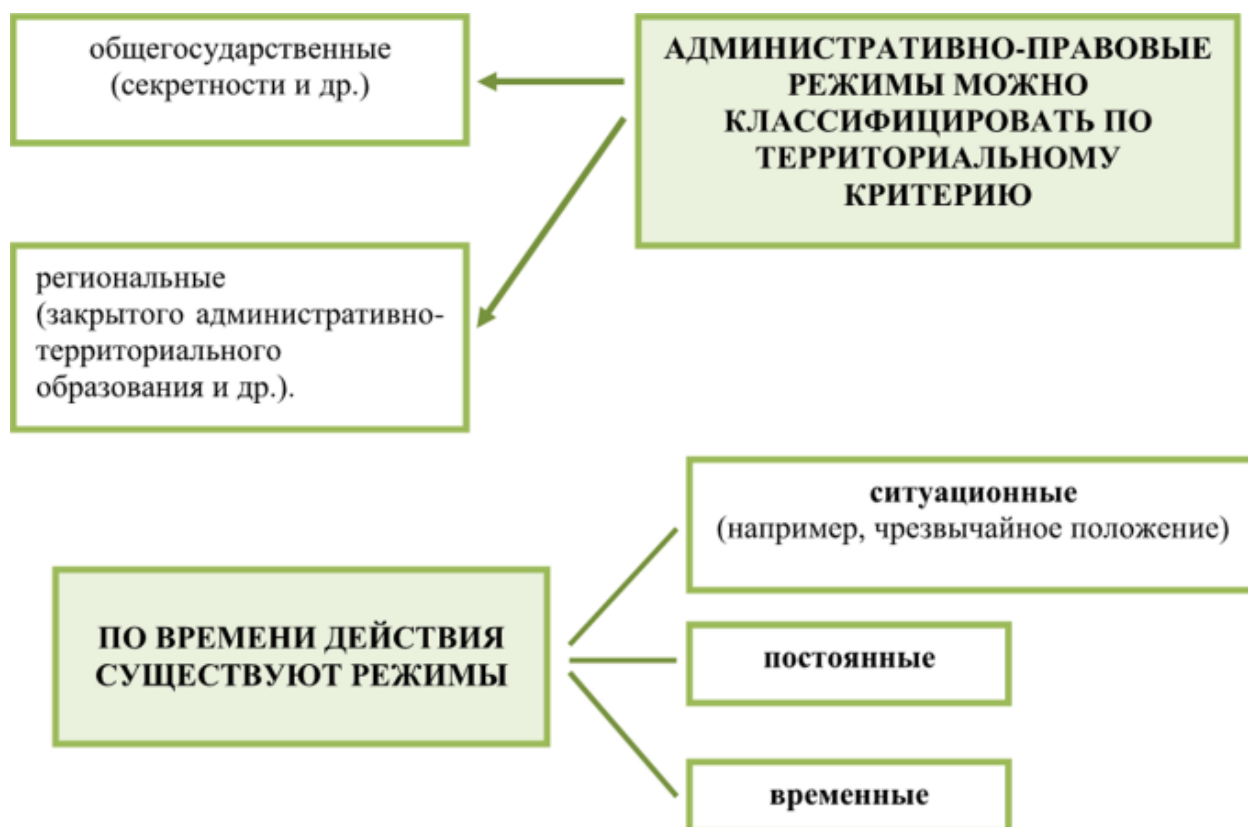 общегосударственные
(секретности и др.)
АДМИНИСТРАТИВНО-ПРАВОВЫЕ
РЕЖИМЫ МОЖНО
КЛАССИФИЦИРОВАТЬ ПО
ТЕРРИТОРИАЛЬНОМУ
КРИТЕРИЮ
региональные
(закрытого административно-
территориального
образования и др.).
ситуационные
(например, чрезвычайное положение)
ПО ВРЕМЕНИ ДЕЙСТВИЯ
СУЩЕСТВУЮТ РЕЖИМЫ
постоянные
временные